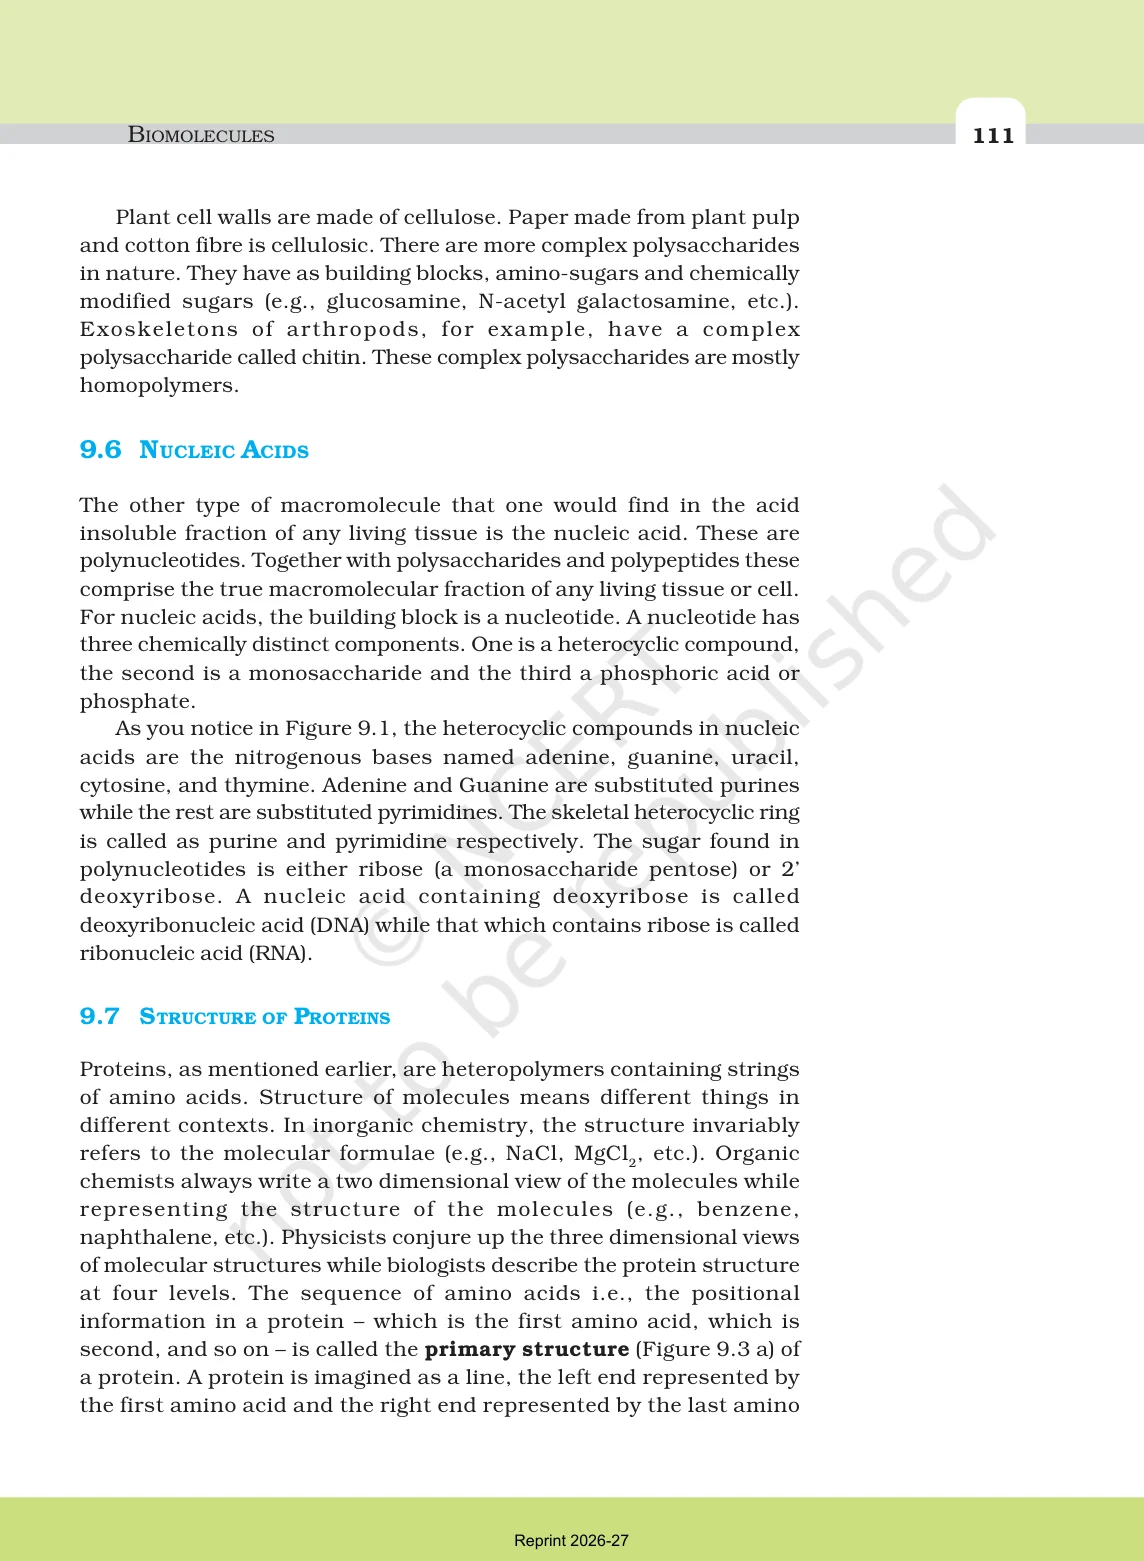 BIOMOLECULES
111
Plant cell walls are made of cellulose. Paper made from plant pulp
and cotton fibre is cellulosic. There are more complex polysaccharides
in nature. They have as building blocks, amino-sugars and chemically
modified sugars (e.g., glucosamine, N-acetyl galactosamine, etc.).
Exoskeletons of arthropods, for example, have a complex
polysaccharide called chitin. These complex polysaccharides are mostly
homopolymers.
9.6 NUCLEIC ACIDS
The other type of macromolecule that one would find in the acid
insoluble fraction of any living tissue is the nucleic acid. These are
polynucleotides. Together with polysaccharides and polypeptides these
comprise the true macromolecular fraction of any living tissue or cell.
For nucleic acids, the building block is a nucleotide. A nucleotide has
three chemically distinct components. One is a heterocyclic compound,
the second is a monosaccharide and the third a phosphoric acid or
phosphate.
As you notice in Figure 9.1, the heterocyclic compounds in nucleic
acids are the nitrogenous bases named adenine, guanine, uracil,
cytosine, and thymine. Adenine and Guanine are substituted purines
while the rest are substituted pyrimidines. The skeletal heterocyclic ring
is called as purine and pyrimidine respectively. The sugar found in
polynucleotides is either ribose (a monosaccharide pentose) or 2’
deoxyribose. A nucleic acid containing deoxyribose is called
deoxyribonucleic acid (DNA) while that which contains ribose is called
ribonucleic acid (RNA).
9.7 STRUCTURE OF PROTEINS
Proteins, as mentioned earlier, are heteropolymers containing strings
of amino acids. Structure of molecules means different things in
different contexts. In inorganic chemistry, the structure invariably
refers to the molecular formulae (e.g., NaCl, MgCl₂, etc.). Organic
chemists always write a two dimensional view of the molecules while
representing the structure of the molecules (e.g., benzene,
naphthalene, etc.). Physicists conjure up the three dimensional views
of molecular structures while biologists describe the protein structure
at four levels. The sequence of amino acids i.e., the positional
information in a protein – which is the first amino acid, which is
second, and so on – is called the primary structure (Figure 9.3 a) of
a protein. A protein is imagined as a line, the left end represented by
the first amino acid and the right end represented by the last amino
© NCERT
not to be republished
Reprint 2026-27